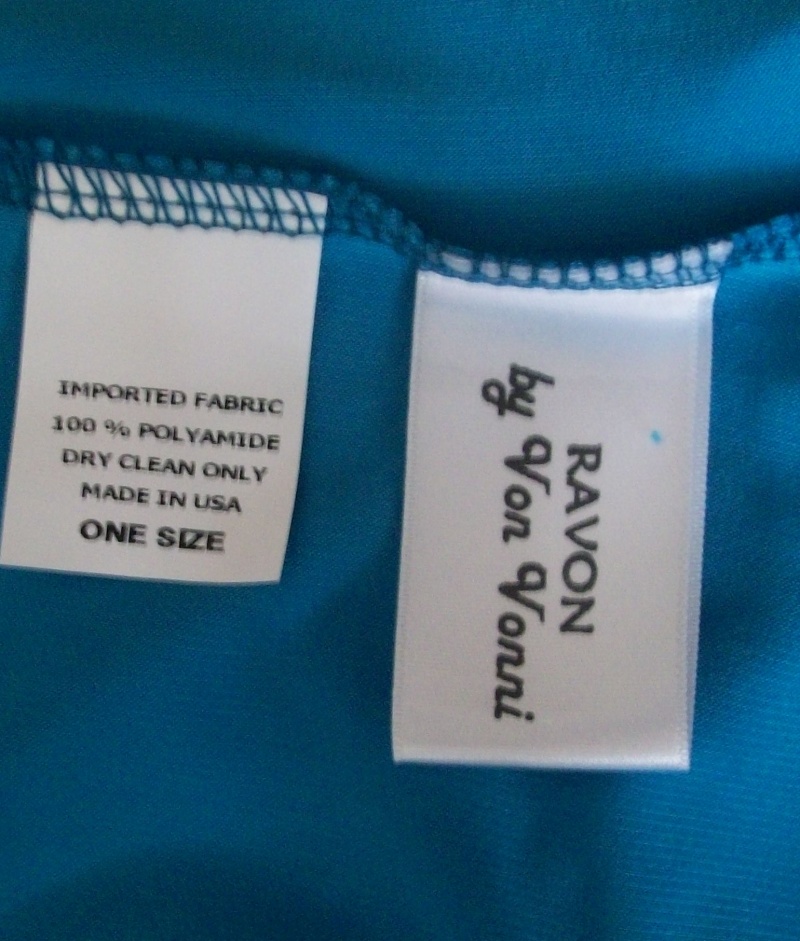 IMPORTED FABRIC
100 % POLYAMIDE
DRY CLEAN ONLY
MADE IN USA
ONE SIZE
RAVON
by Von Vonni